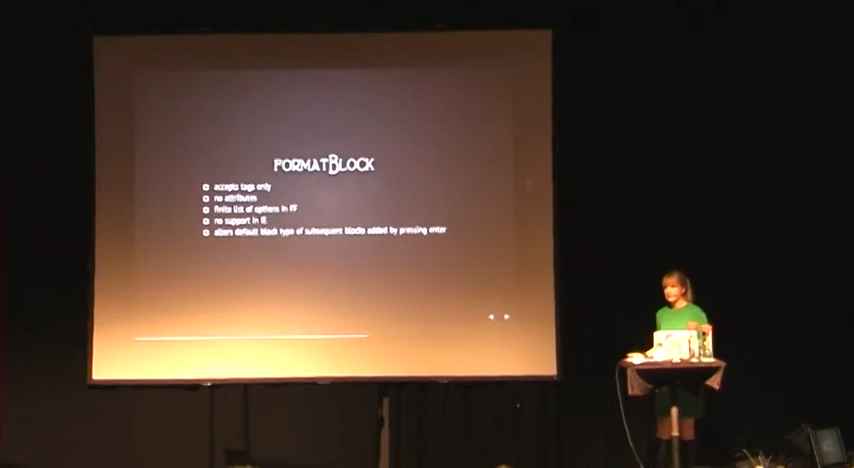 formatBlock
accepts tags only
no attributes
finite list of options in FF
no support in IE
alters default block type of subsequent blocks added by pressing enter